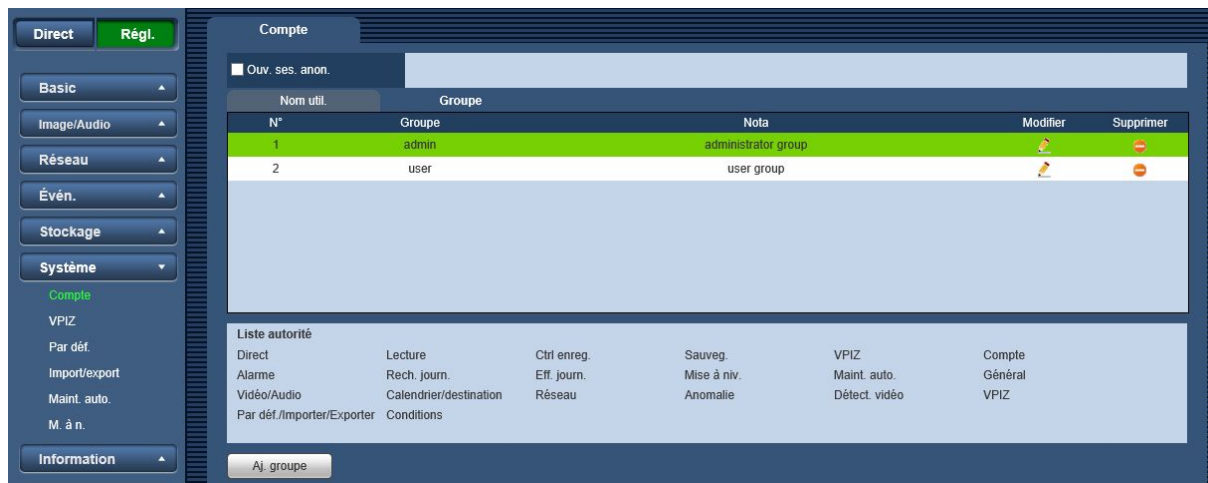 Direct Régl.
Basic
Image/Audio
Réseau
Évén.
Stockage
Système
Compte
VPIZ
Par déf.
Import/export
Maint. auto.
M. à n.
Information
Compte
Ouv. ses. anon.
Nom util. Groupe
N° Groupe Nota Modifier Supprimer
1 admin administrator group
2 user user group
Liste autorité
Direct Lecture Ctrl enreg. Sauveg. VPIZ Compte
Alarme Rech. journ. Eff. journ. Mise à niv. Maint. auto. Général
Vidéo/Audio Calendrier/destination Réseau Anomalie Détect. vidéo VPIZ
Par déf./Importer/Exporter Conditions
Aj. groupe